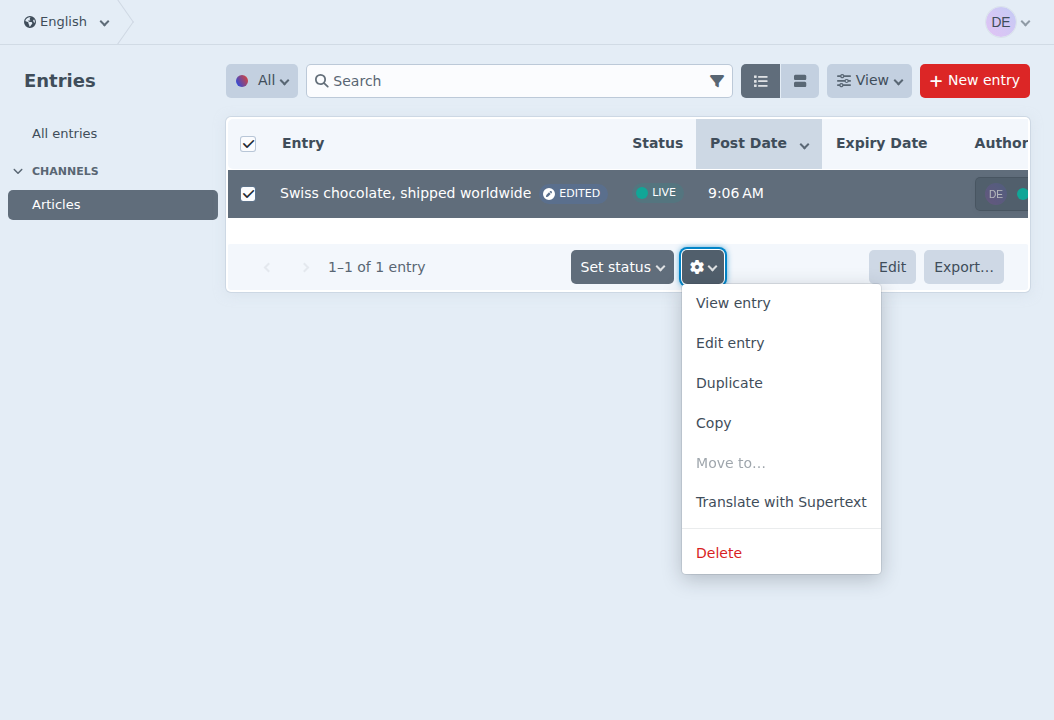 English
DE
Entries
All
Search
View
New entry
All entries
CHANNELS
Articles
Entry
Status
Post Date
Expiry Date
Author
Swiss chocolate, shipped worldwide
EDITED
LIVE
9:06 AM
DE
1–1 of 1 entry
Set status
Edit
Export…
View entry
Edit entry
Duplicate
Copy
Move to…
Translate with Supertext
Delete